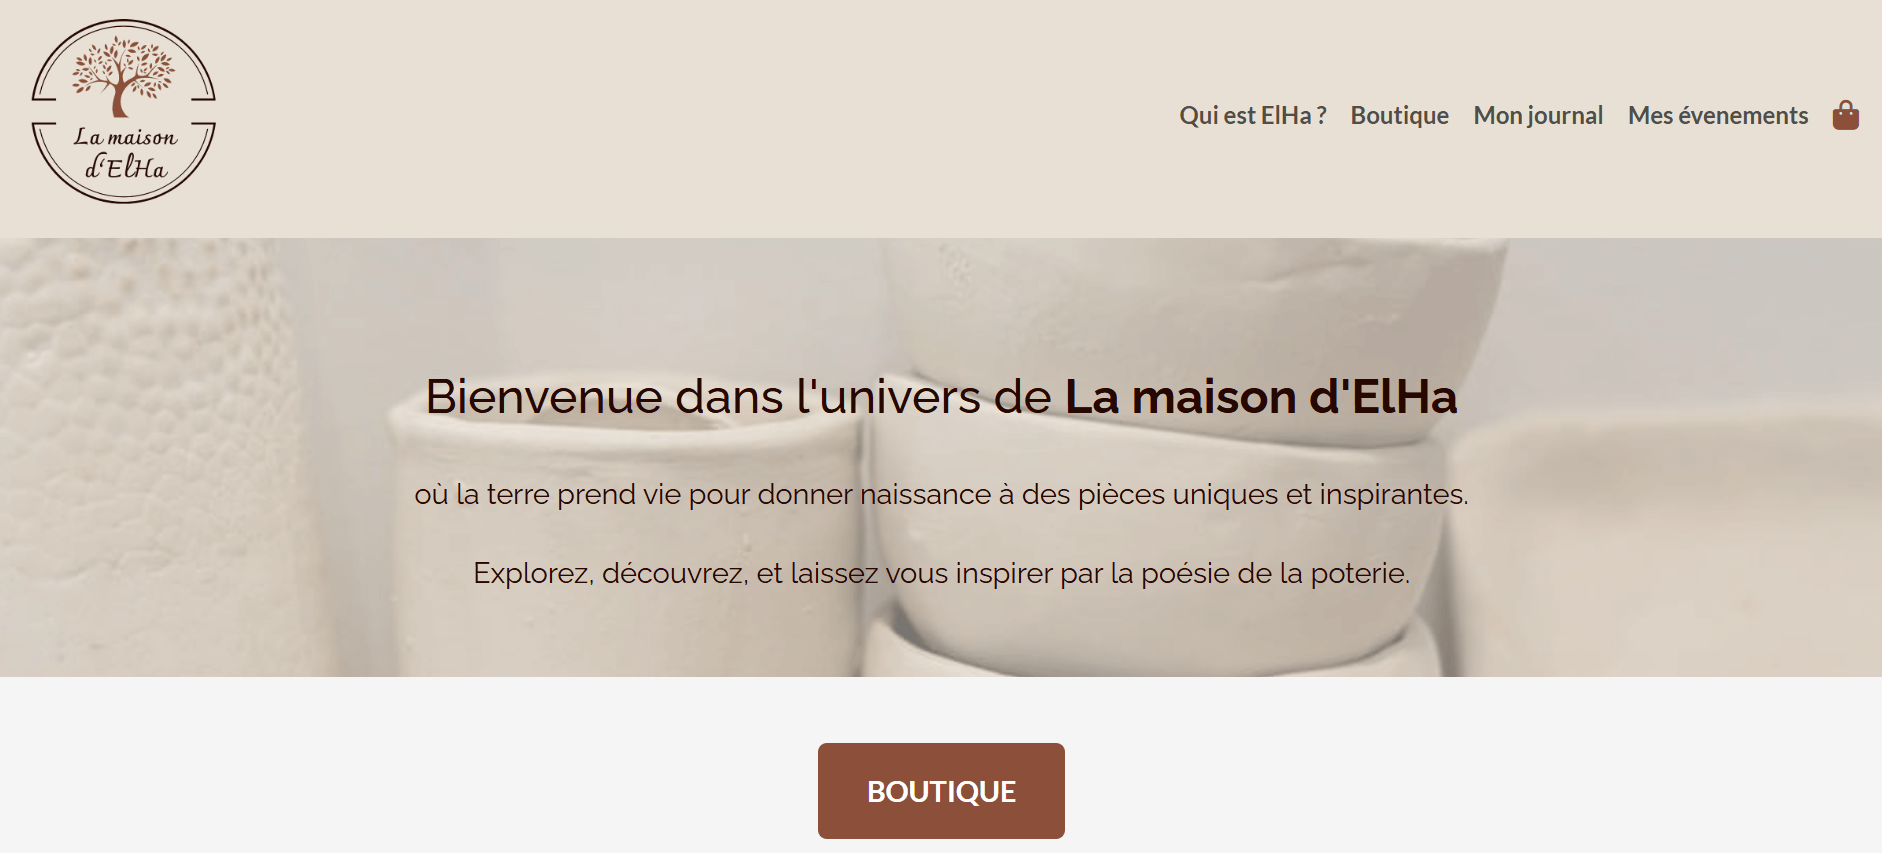 La maison
d'ElHa
Qui est ElHa ? Boutique Mon journal Mes évenements
Bienvenue dans l'univers de La maison d'ElHa
où la terre prend vie pour donner naissance à des pièces uniques et inspirantes.
Explorez, découvrez, et laissez vous inspirer par la poésie de la poterie.
BOUTIQUE